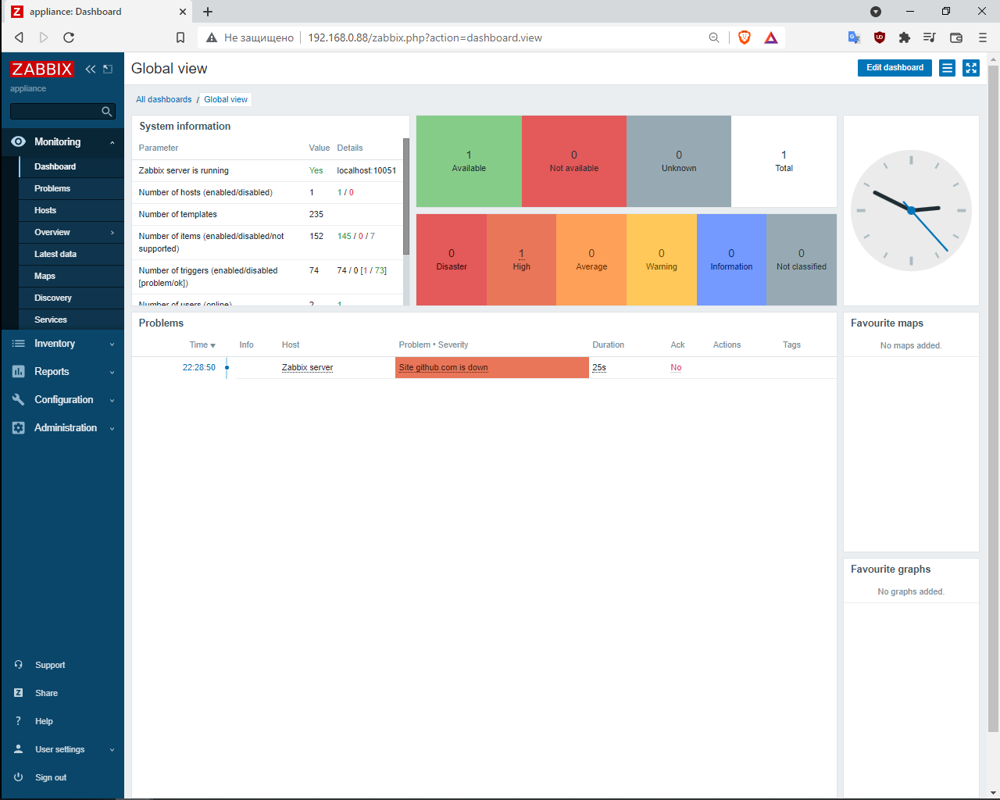 appliance: Dashboard
Не защищено
192.168.0.88/zabbix.php?action=dashboard.view
ZABBIX
appliance
Monitoring
Dashboard
Problems
Hosts
Overview
Latest data
Maps
Discovery
Services
Inventory
Reports
Configuration
Administration
Support
Share
Help
User settings
Sign out
Global view
Edit dashboard
All dashboards / Global view
System information
Parameter Value Details
Zabbix server is running Yes localhost:10051
Number of hosts (enabled/disabled) 1 1 / 0
Number of templates 235
Number of items (enabled/disabled/not 152 145 / 0 / 7
supported)
Number of triggers (enabled/disabled 74 74 / 0 [1 / 73]
[problem/ok])
Number of users (online) 2 1
1 0 0 1
Available Not available Unknown Total
0 1 0 0 0 0
Disaster High Average Warning Information Not classified
Problems
Time Info Host Problem • Severity Duration Ack Actions Tags
22:28:50 Zabbix server Site github.com is down 25s No
Favourite maps
No maps added.
Favourite graphs
No graphs added.